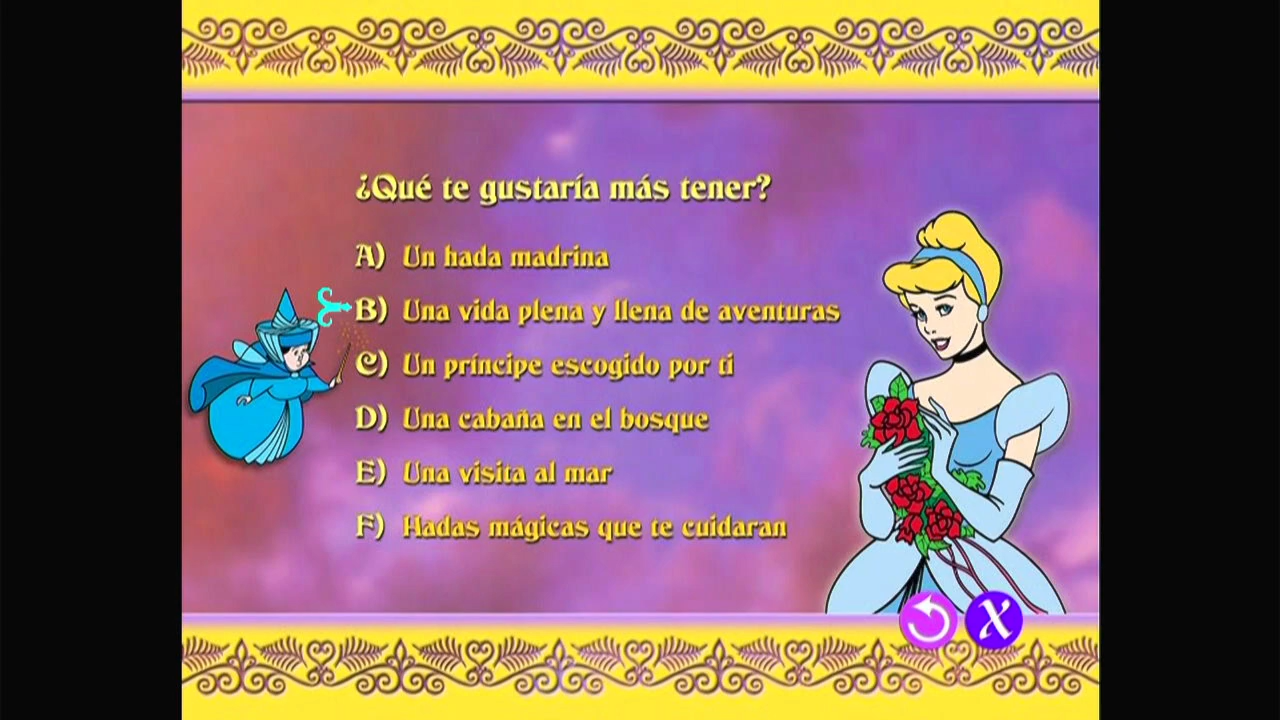 ¿Qué te gustaría más tener?
A) Un hada madrina
B) Una vida plena y llena de aventuras
C) Un príncipe escogido por ti
D) Una cabaña en el bosque
E) Una visita al mar
F) Hadas mágicas que te cuidaran
X